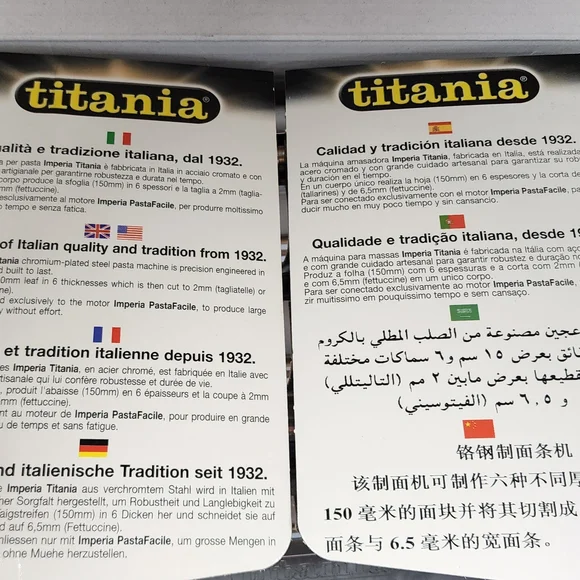 titania®
alità e tradizione italiana, dal 1932.
a per pasta Imperia Titania è fabbricata in Italia in acciaio cromato e con
artigianale per garantirne robustezza e durata nel tempo.
orpo produce la sfoglia (150mm) in 6 spessori e la taglia a 2mm (taglia-
mm (fettuccine).
esclusivamente al motore Imperia PastaFacile, per produrre moltissimo
tempo e senza fatica.
of Italian quality and tradition from 1932.
tania chromium-plated steel pasta machine is precision engineered in
d built to last.
0mm leaf in 6 thicknesses which is then cut to 2mm (tagliatelle) or
(fettuccine).
ed exclusively to the motor Imperia PastaFacile, to produce large
y without effort.
et tradition italienne depuis 1932.
es Imperia Titania, en acier chromé, est fabriquée en Italie avec
tisanale qui lui confère robustesse et durée de vie.
, produit l'abaisse (150mm) en 6 épaisseurs et la coupe à 2mm
mm (fettuccine).
nt au moteur de Imperia PastaFacile, pour produire en grande
u de temps et sans fatigue.
nd italienische Tradition seit 1932.
e Imperia Titania aus verchromtem Stahl wird in Italien mit
her Sorgfalt hergestellt, um Robustheit und Langlebigkeit zu
Taigstreifen (150mm) in 6 Dicken her und schneidet sie auf
d auf 6,5mm (Fettuccine).
hliessen nur mit Imperia PastaFacile, um grosse Mengen in
ohne Muehe herzustellen.
titania®
Calidad y tradición italiana desde 1932.
La máquina amasadora Imperia Titania, fabricada en Italia, está realizada
acero cromado y con grande cuidado artesanal para garantizar su robu
y duración en el tiempo.
En un cuerpo único realiza la hoja (150mm) en 6 espesores y la corta de
(tallarines) y de 6,5mm (fettuccine).
Para ser conectado exclusivamente con el motor Imperia PastaFacile, pa
ducir mucho en muy poco tiempo y sin cansancio.
Qualidade e tradição italiana, desde 19
A máquina para massas Imperia Titania é fabricada na Itália com aço
e com grande cuidado artesanal para garantir robustez e duração no
Produz a folha (150mm) com 6 espessuras e a corta com 2mm
com 6,5mm (fettuccine) em um único corpo.
Para ser conectado exclusivamente ao motor Imperia PastaFacile,
zir muitíssimo em pouquíssimo tempo e sem cansaço.
عجين مصنوعة من الصلب المطلي بالكروم
ائق بعرض ١٥ سم و٦ سماكات مختلفة
قطيعها بعرض مابين ٢ مم (التاليتللي)
و ٦,٥ سم (الفيتوسيني)
铬钢制面条机
该制面机可制作六种不同厚
150 毫米的面块并将其切割成
面条与 6.5 毫米的宽面条。